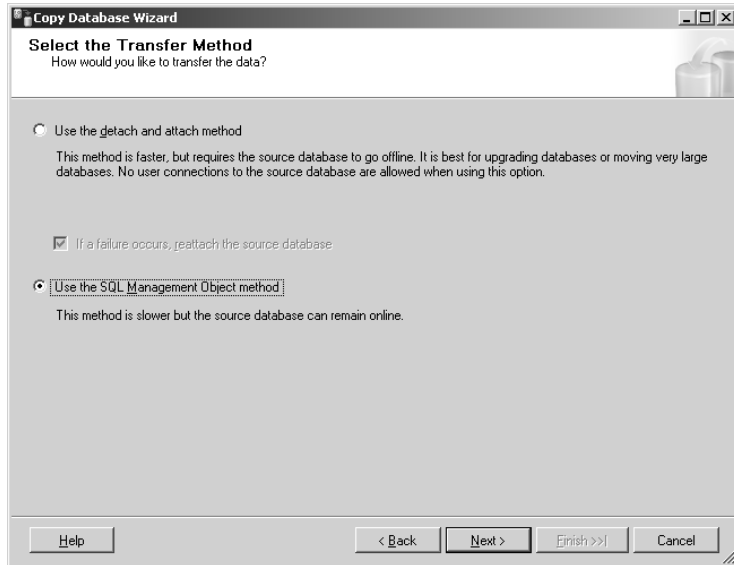 Copy Database Wizard
Select the Transfer Method
How would you like to transfer the data?
Use the detach and attach method
This method is faster, but requires the source database to go offline. It is best for upgrading databases or moving very large
databases. No user connections to the source database are allowed when using this option.
If a failure occurs, reattach the source database
Use the SQL Management Object method
This method is slower but the source database can remain online.
Help
< Back
Next >
Finish >>|
Cancel